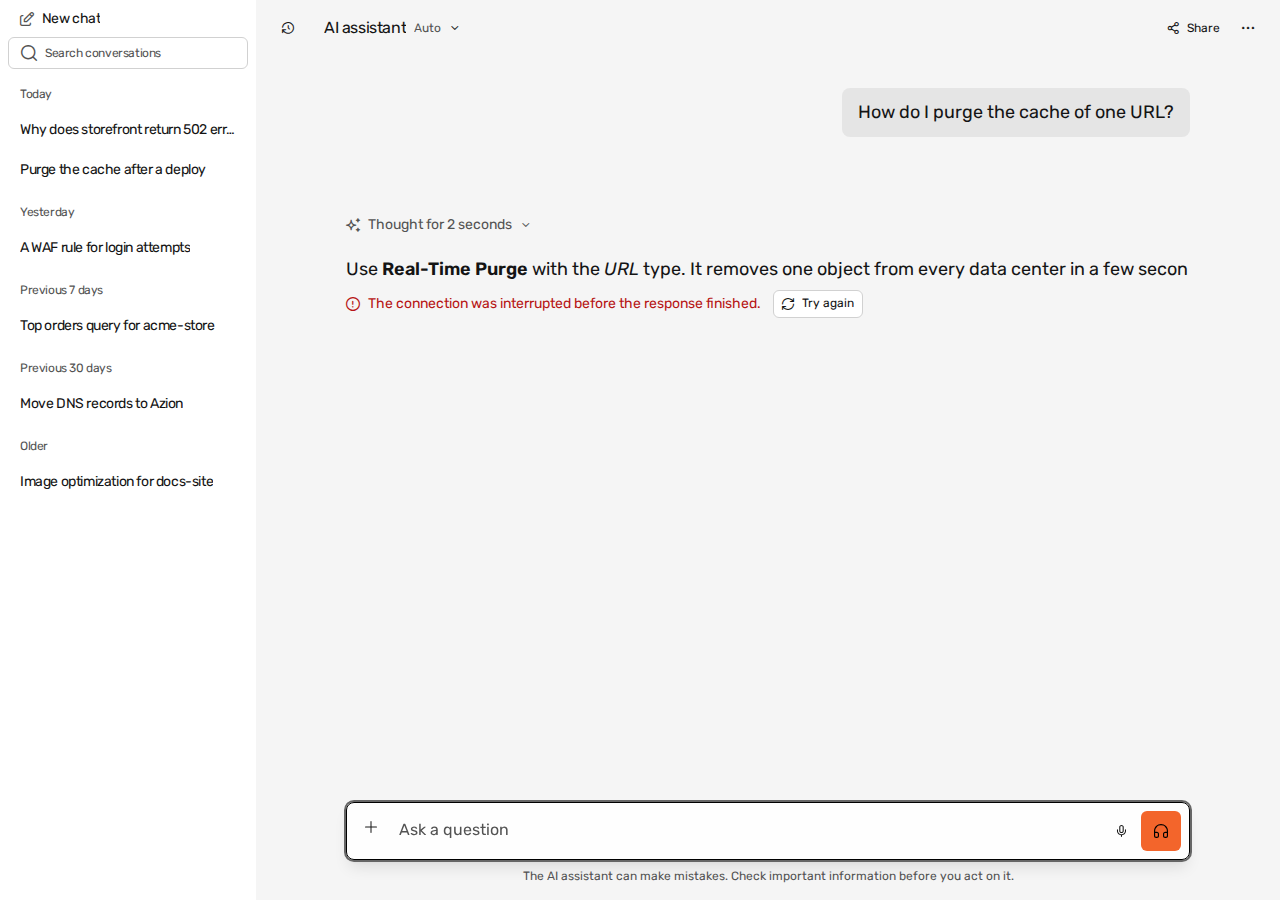 New chat
Search conversations
Today
Why does storefront return 502 err...
Purge the cache after a deploy
Yesterday
A WAF rule for login attempts
Previous 7 days
Top orders query for acme-store
Previous 30 days
Move DNS records to Azion
Older
Image optimization for docs-site
AI assistant Auto
Share
How do I purge the cache of one URL?
Thought for 2 seconds
Use Real-Time Purge with the URL type. It removes one object from every data center in a few secon
The connection was interrupted before the response finished. Try again
Ask a question
The AI assistant can make mistakes. Check important information before you act on it.